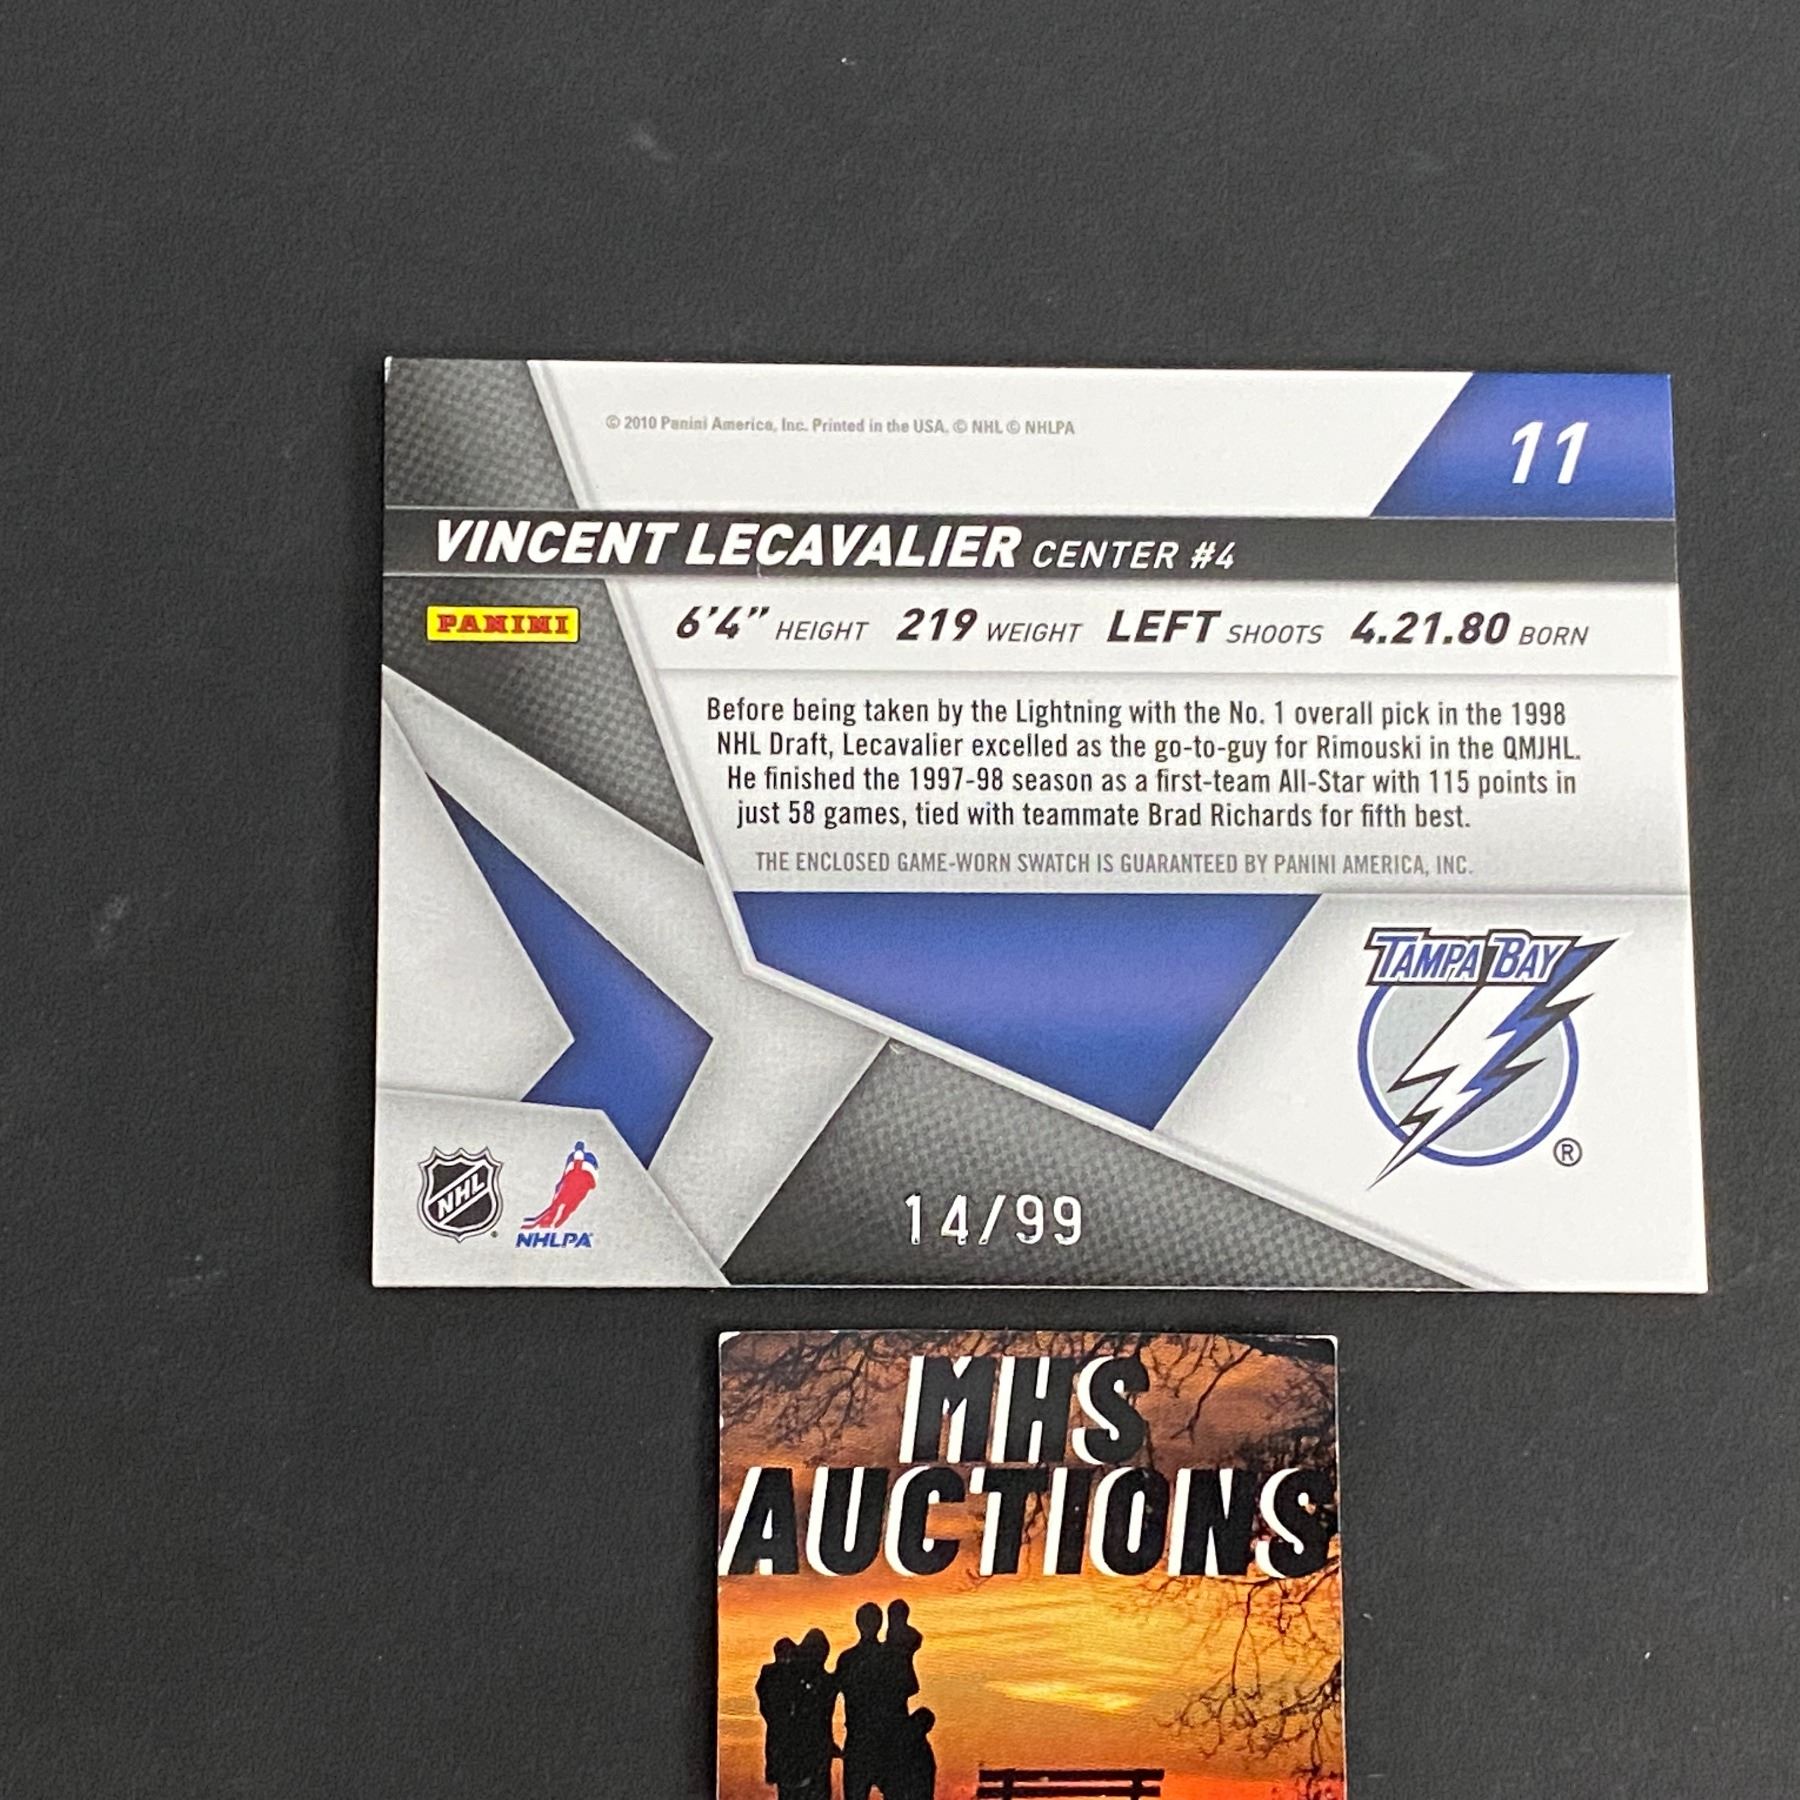 © 2010 Panini America, Inc. Printed in the USA. © NHL © NHLPA
11
VINCENT LECAVALIER CENTER #4
PANINI
6'4" HEIGHT 219 WEIGHT LEFT SHOOTS 4.21.80 BORN
Before being taken by the Lightning with the No. 1 overall pick in the 1998
NHL Draft, Lecavalier excelled as the go-to-guy for Rimouski in the QMJHL.
He finished the 1997-98 season as a first-team All-Star with 115 points in
just 58 games, tied with teammate Brad Richards for fifth best.
THE ENCLOSED GAME-WORN SWATCH IS GUARANTEED BY PANINI AMERICA, INC.
TAMPA BAY
®
NHL
NHLPA
14/99
MHS
AUCTIONS